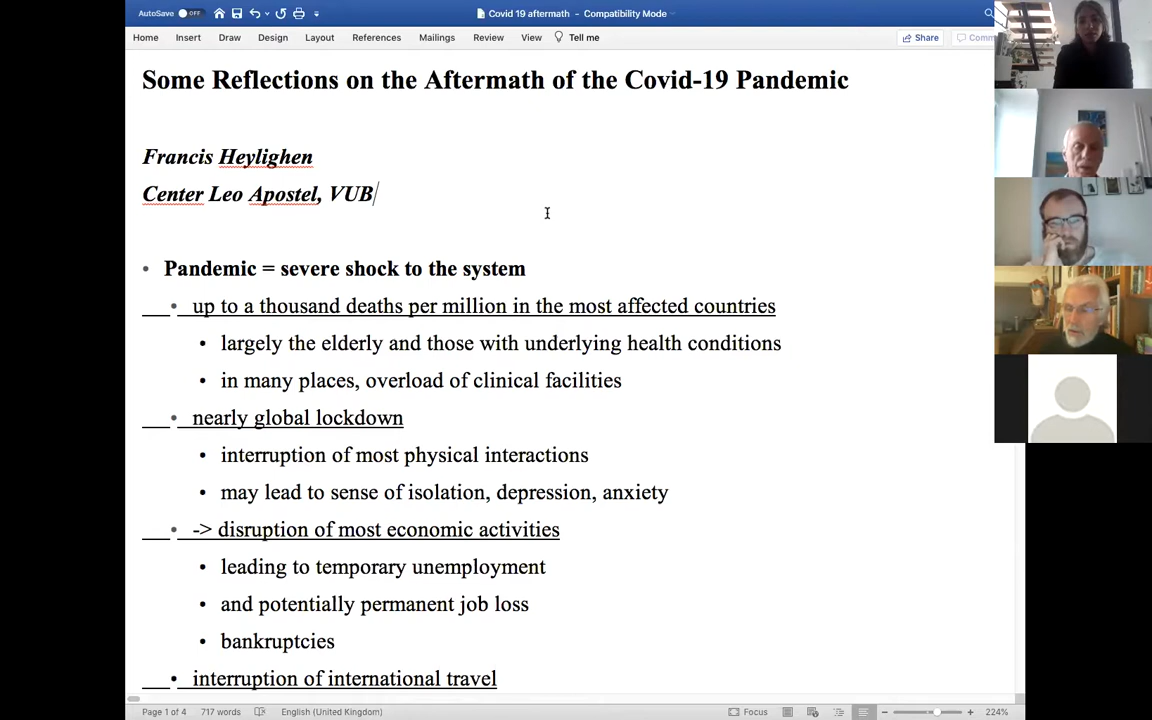 AutoSave OFF
Covid 19 aftermath - Compatibility Mode
Home Insert Draw Design Layout References Mailings Review View Tell me Share
Some Reflections on the Aftermath of the Covid-19 Pandemic
Francis Heylighen
Center Leo Apostel, VUB
• Pandemic = severe shock to the system
• up to a thousand deaths per million in the most affected countries
• largely the elderly and those with underlying health conditions
• in many places, overload of clinical facilities
• nearly global lockdown
• interruption of most physical interactions
• may lead to sense of isolation, depression, anxiety
• -> disruption of most economic activities
• leading to temporary unemployment
• and potentially permanent job loss
• bankruptcies
• interruption of international travel
Page 1 of 4 717 words English (United Kingdom) Focus 224%